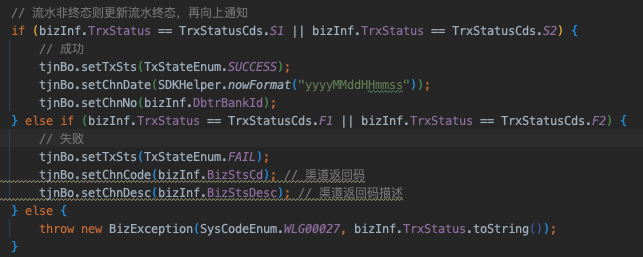 // 流水非终态则更新流水终态，再向上通知
if (bizInf.TrxStatus == TrxStatusCds.S1 || bizInf.TrxStatus == TrxStatusCds.S2) {
// 成功
tjnBo.setTxSts(TxStateEnum.SUCCESS);
tjnBo.setChnDate(SDKHelper.nowFormat("yyyyMMddHHmmss"));
tjnBo.setChnNo(bizInf.DbtrBankId);
} else if (bizInf.TrxStatus == TrxStatusCds.F1 || bizInf.TrxStatus == TrxStatusCds.F2) {
// 失败
tjnBo.setTxSts(TxStateEnum.FAIL);
tjnBo.setChnCode(bizInf.BizStsCd); // 渠道返回码
tjnBo.setChnDesc(bizInf.BizStsDesc); // 渠道返回码描述
} else {
throw new BizException(SysCodeEnum.WLG00027, bizInf.TrxStatus.toString());
}